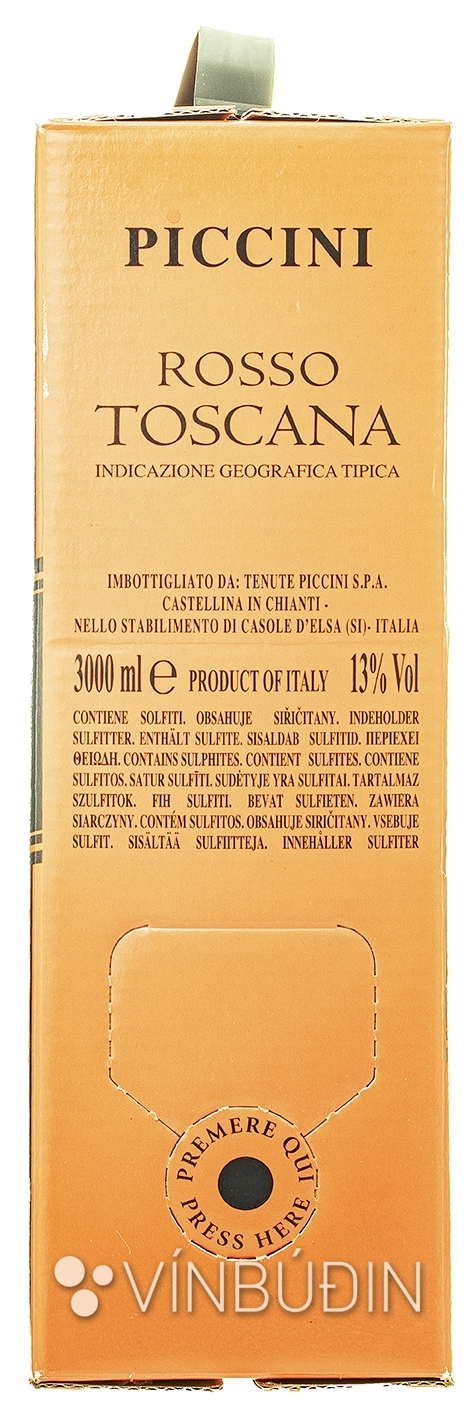 PICCINI
ROSSO
TOSCANA
INDICAZIONE GEOGRAFICA TIPICA
IMBOTTIGLIATO DA: TENUTE PICCINI S.P.A.
CASTELLINA IN CHIANTI -
NELLO STABILIMENTO DI CASOLE D'ELSA (SI)- ITALIA
3000 ml ℮ PRODUCT OF ITALY 13% Vol
CONTIENE SOLFITI. OBSAHUJE SIŘIČITANY. INDEHOLDER
SULFITTER. ENTHÄLT SULFITE. SISALDAB SULFITID. ΠΕΡΙΕΧΕΙ
ΘΕΙΩΔΗ. CONTAINS SULPHITES. CONTIENT SULFITES. CONTIENE
SULFITOS. SATUR SULFĪTI. SUDĖTYJE YRA SULFITAI. TARTALMAZ
SZULFITOK. FIH SULFITI. BEVAT SULFIETEN. ZAWIERA
SIARCZYNY. CONTÉM SULFITOS. OBSAHUJE SIRIČITANY. VSEBUJE
SULFIT. SISÄLTÄÄ SULFIITTEJA. INNEHÅLLER SULFITER
PREMERE QUI
PRESS HERE
VÍNBÚÐIN